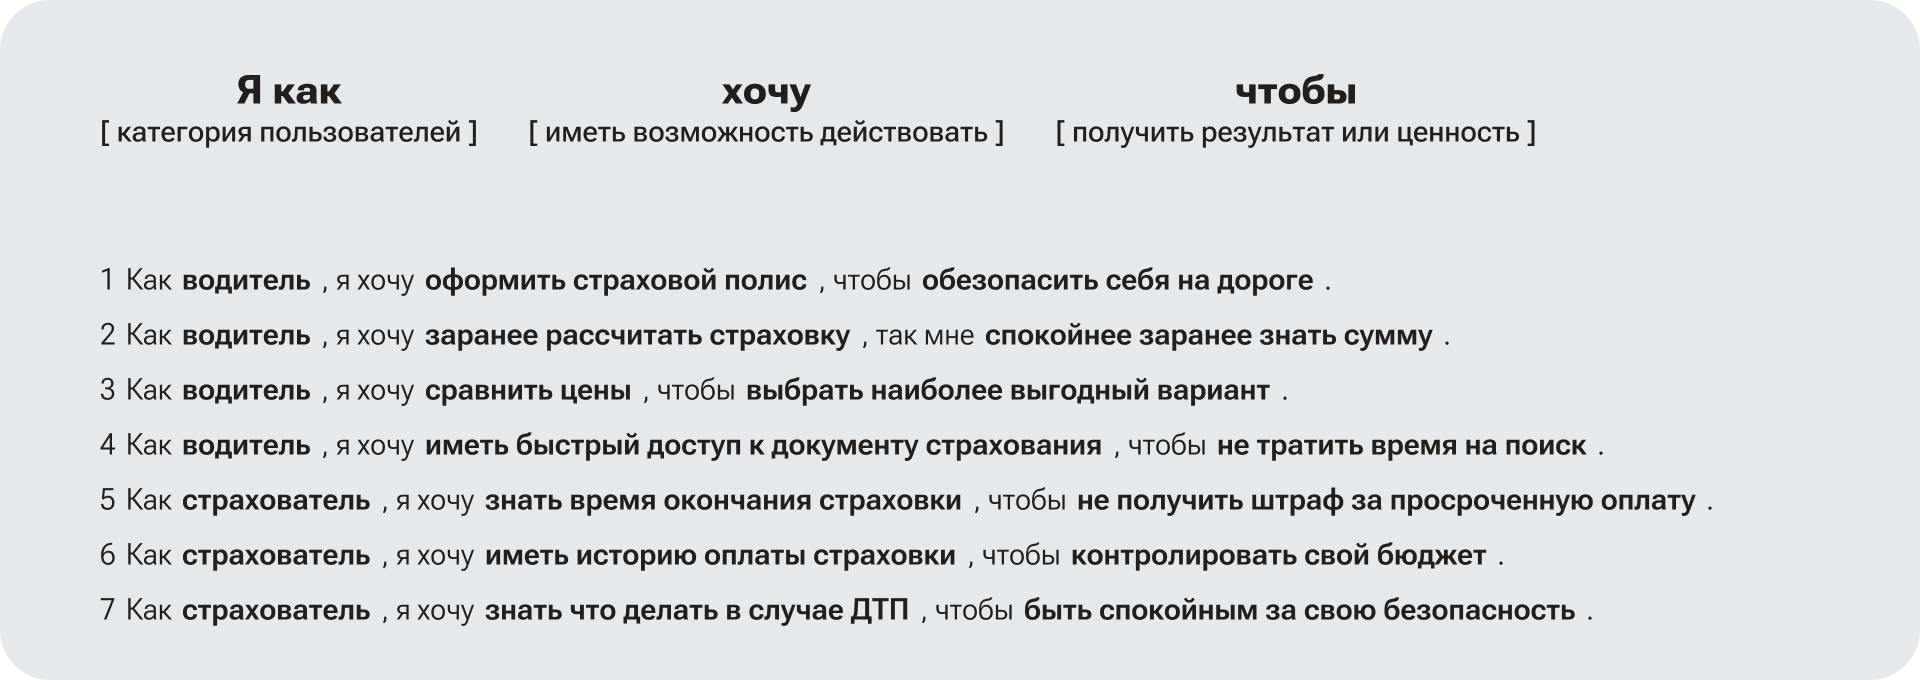 Я как хочу чтобы
[ категория пользователей ] [ иметь возможность действовать ] [ получить результат или ценность ]
1 Как водитель , я хочу оформить страховой полис , чтобы обезопасить себя на дороге .
2 Как водитель , я хочу заранее рассчитать страховку , так мне спокойнее заранее знать сумму .
3 Как водитель , я хочу сравнить цены , чтобы выбрать наиболее выгодный вариант .
4 Как водитель , я хочу иметь быстрый доступ к документу страхования , чтобы не тратить время на поиск .
5 Как страхователь , я хочу знать время окончания страховки , чтобы не получить штраф за просроченную оплату .
6 Как страхователь , я хочу иметь историю оплаты страховки , чтобы контролировать свой бюджет .
7 Как страхователь , я хочу знать что делать в случае ДТП , чтобы быть спокойным за свою безопасность .